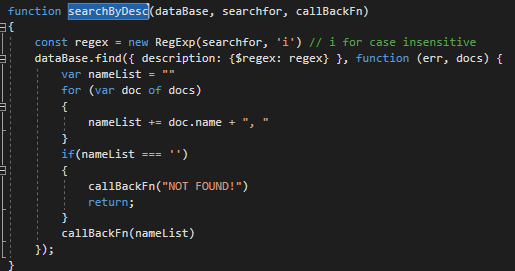 function searchByDesc(dataBase, searchfor, callBackFn)
{
    const regex = new RegExp(searchfor, 'i') // i for case insensitive
    dataBase.find({ description: {$regex: regex} }, function (err, docs) {
        var nameList = ""
        for (var doc of docs)
        {
            nameList += doc.name + ", "
        }
        if(nameList === '')
        {
            callBackFn("NOT FOUND!")
            return;
        }
        callBackFn(nameList)
    });
}